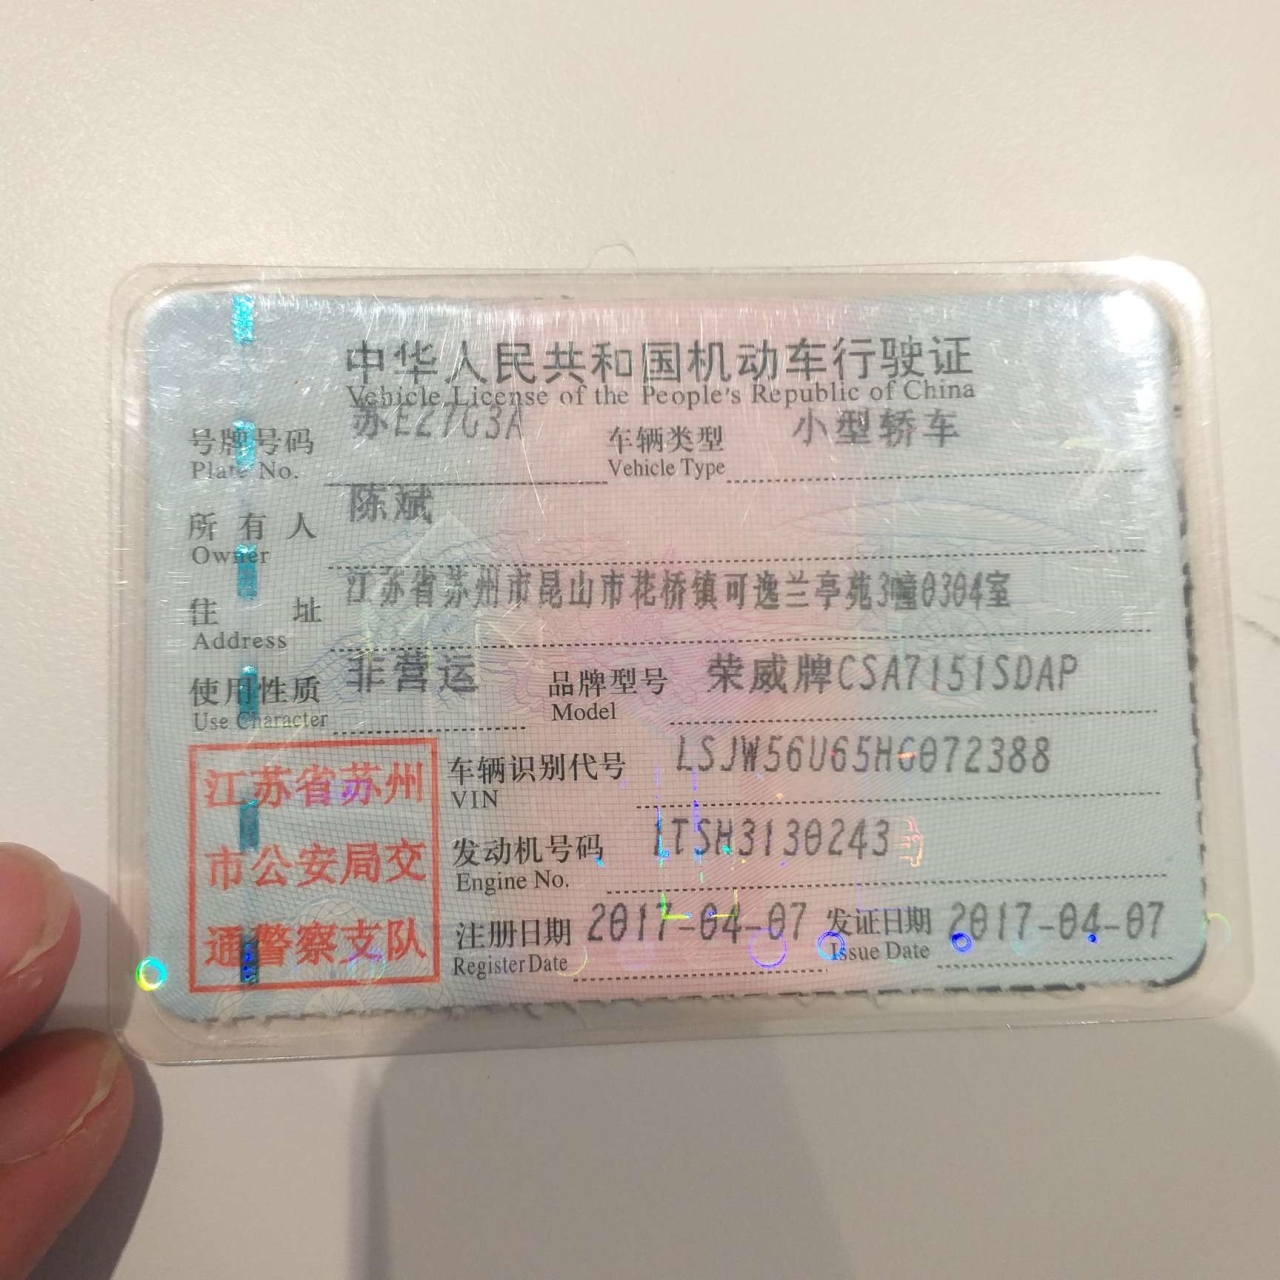 中华人民共和国机动车行驶证
Vehicle License of the People's Republic of China
号牌号码 苏E27G3A 车辆类型 小型轿车
Plate No. Vehicle Type
所有人 陈斌
Owner
住址 江苏省苏州市昆山市花桥镇可逸兰亭苑3幢0304室
Address
使用性质 非营运 品牌型号 荣威牌CSA7151SDAP
Use Character Model
江苏省苏州
市公安局交
通警察支队
车辆识别代号 LSJW56U65HG072388
VIN
发动机号码 1TSH3130243
Engine No.
注册日期 2017-04-07 发证日期 2017-04-07
Register Date Issue Date